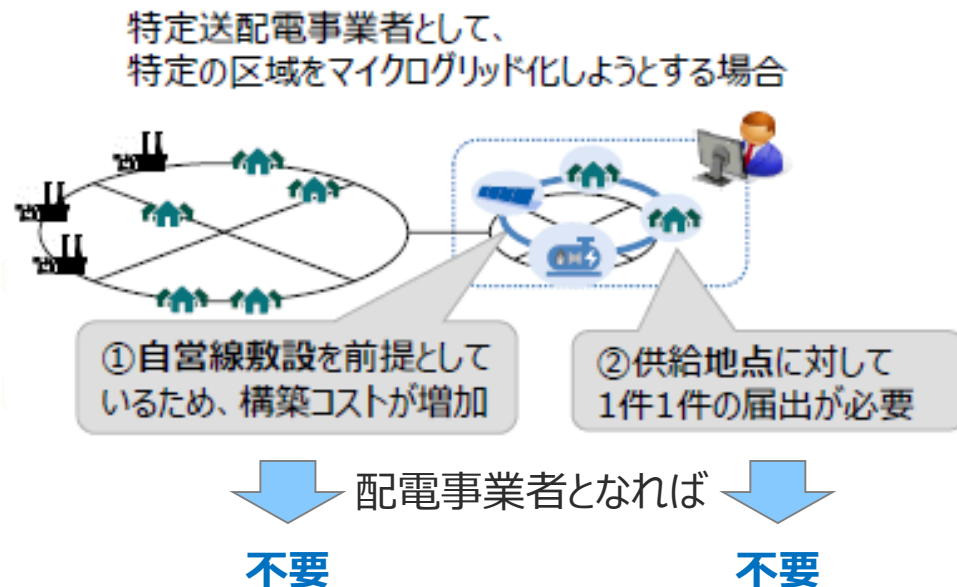 特定送配電事業者として、
特定の区域をマイクログリッド化しようとする場合
①自営線敷設を前提として
いるため、構築コストが増加
②供給地点に対して
1件1件の届出が必要
配電事業者となれば
不要
不要